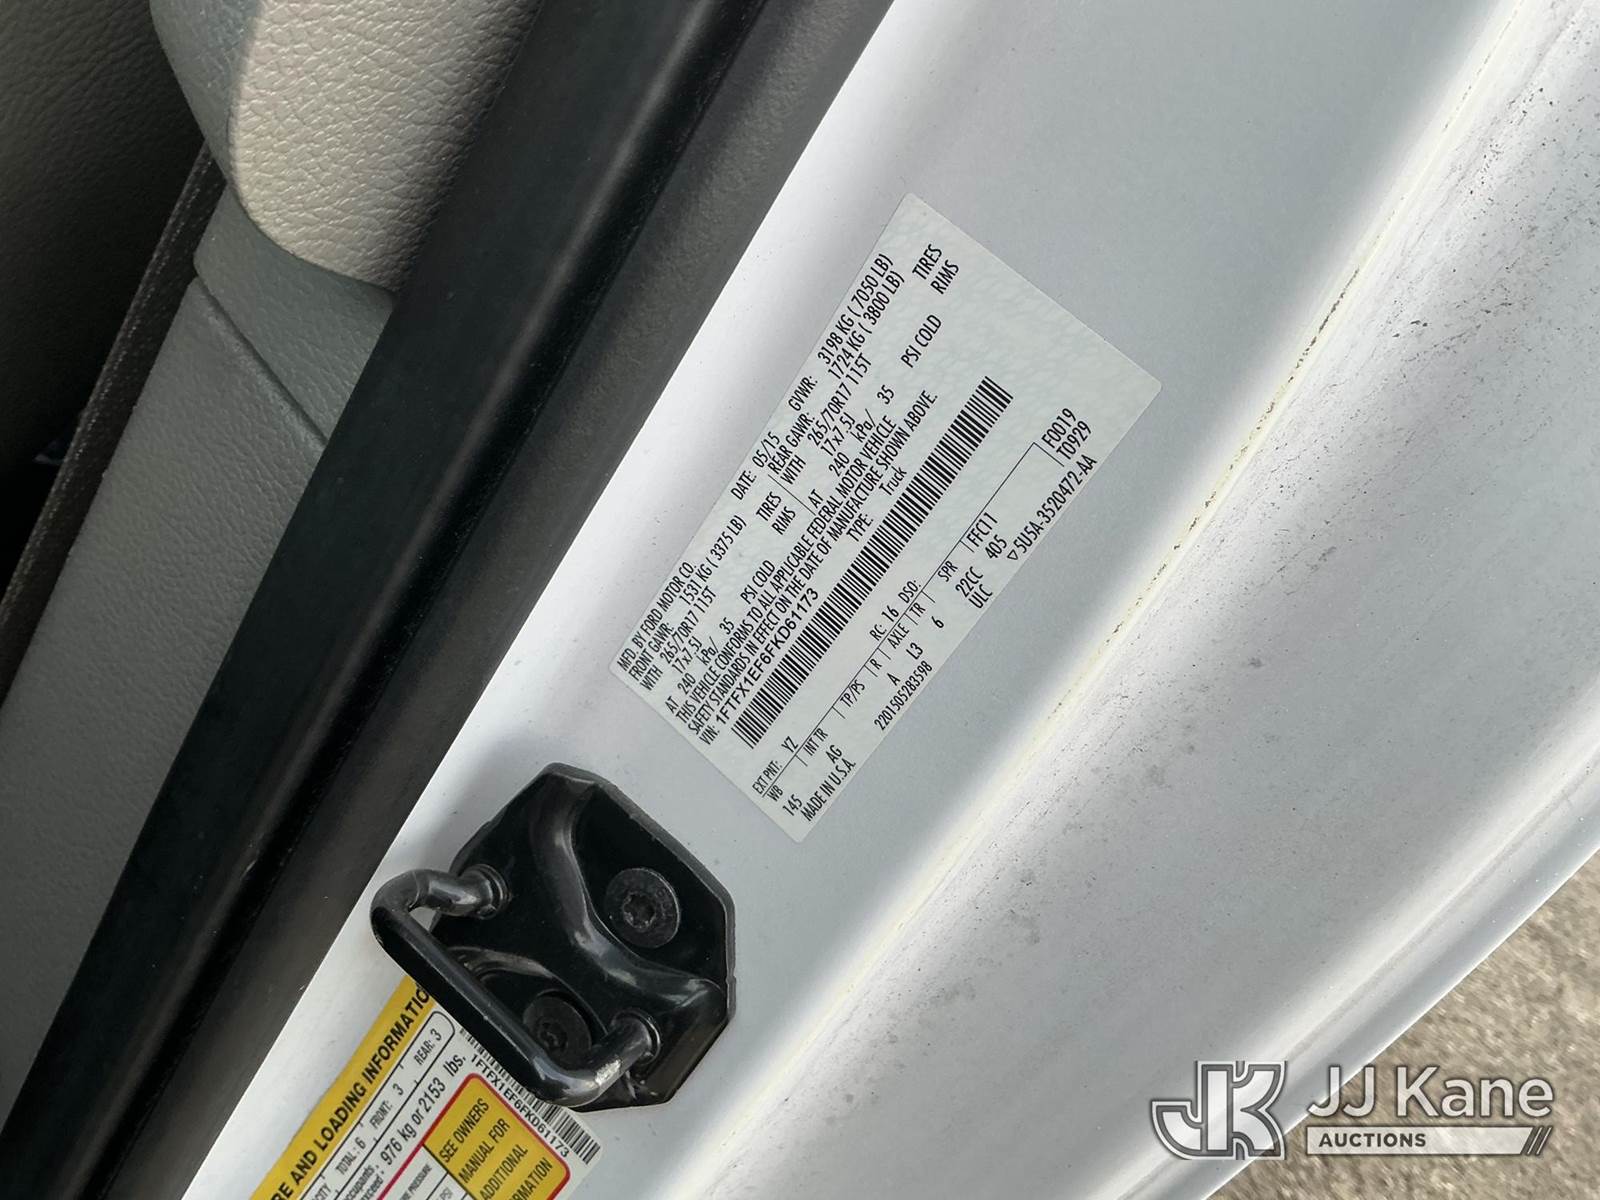 MFD. BY FORD MOTOR CO.
DATE: 05/15 GVWR: 3198 KG ( 7050 LB)
FRONT GAWR: 1531 KG ( 3375 LB) REAR GAWR: 1724 KG ( 3800 LB)
WITH 265/70R17 115T TIRES WITH 265/70R17 115T TIRES
17x7.5J RIMS 17x7.5J RIMS
AT 240 kPa/ 35 PSI COLD AT 240 kPa/ 35 PSI COLD
THIS VEHICLE CONFORMS TO ALL APPLICABLE FEDERAL MOTOR VEHICLE
SAFETY STANDARDS IN EFFECT ON THE DATE OF MANUFACTURE SHOWN ABOVE.
VIN: 1FTFX1EF6FKD61173 TYPE: Truck
EXT PNT: YZ RC: 16 DSO: FFC11 F0019
WB INT TR TP/PS R AXLE TR SPR T0929
145 AG A L3 6 22CC 405
MADE IN U.S.A. 2201505283598 ULC ▽5U5A-3520472-AA
RE AND LOADING INFORMATIO
TOTAL: 6 FRONT: 3 REAR: 3
976 kg or 2153 lbs.
SEE OWNERS
MANUAL FOR
ADDITIONAL
1FTFX1EF6FKD61173
JK JJ Kane
AUCTIONS